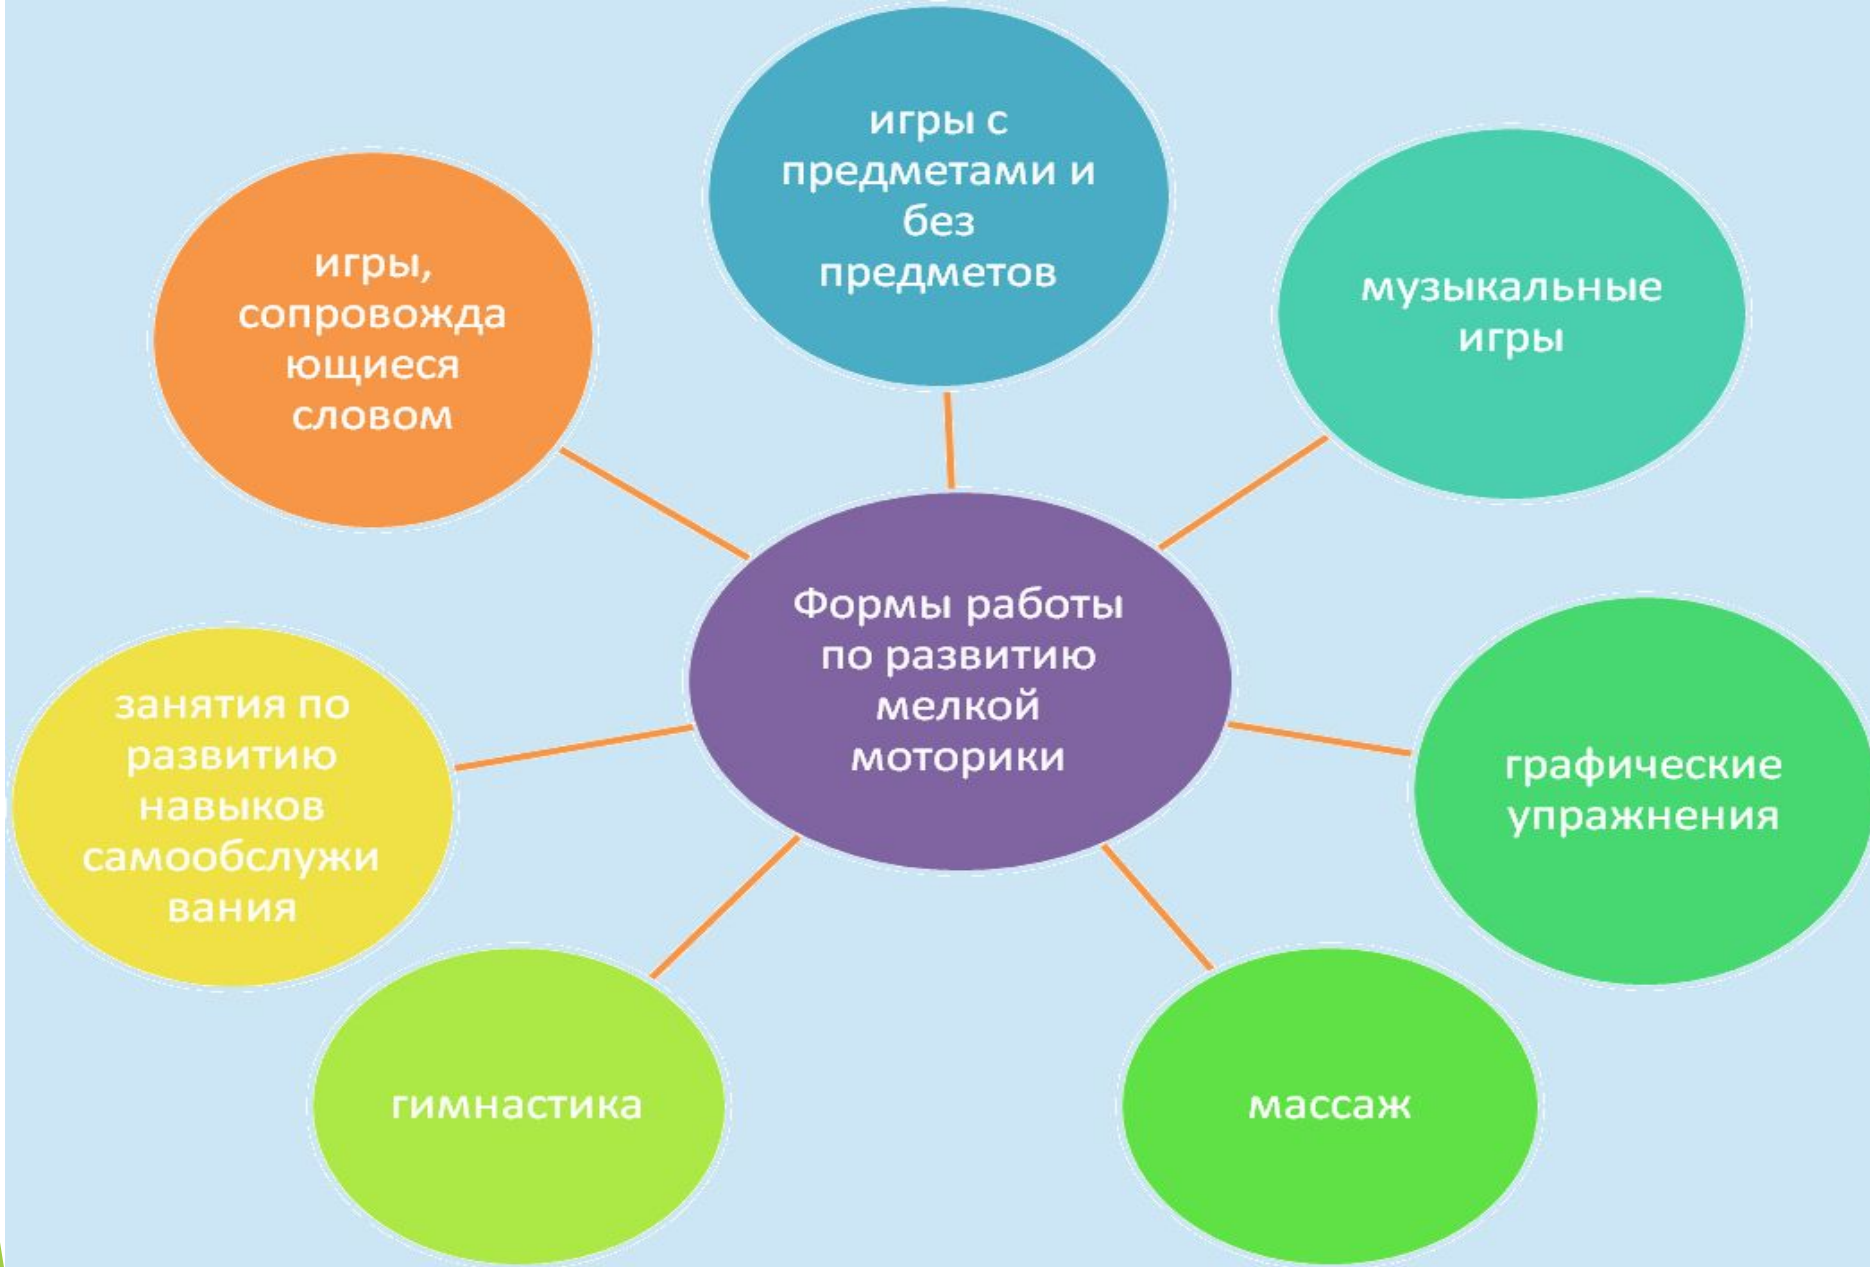 игры с
предметами и
без
предметов
музыкальные
игры
графические
упражнения
массаж
гимнастика
занятия по
развитию
навыков
самообслужи
вания
игры,
сопровожда
ющиеся
словом
Формы работы
по развитию
мелкой
моторики